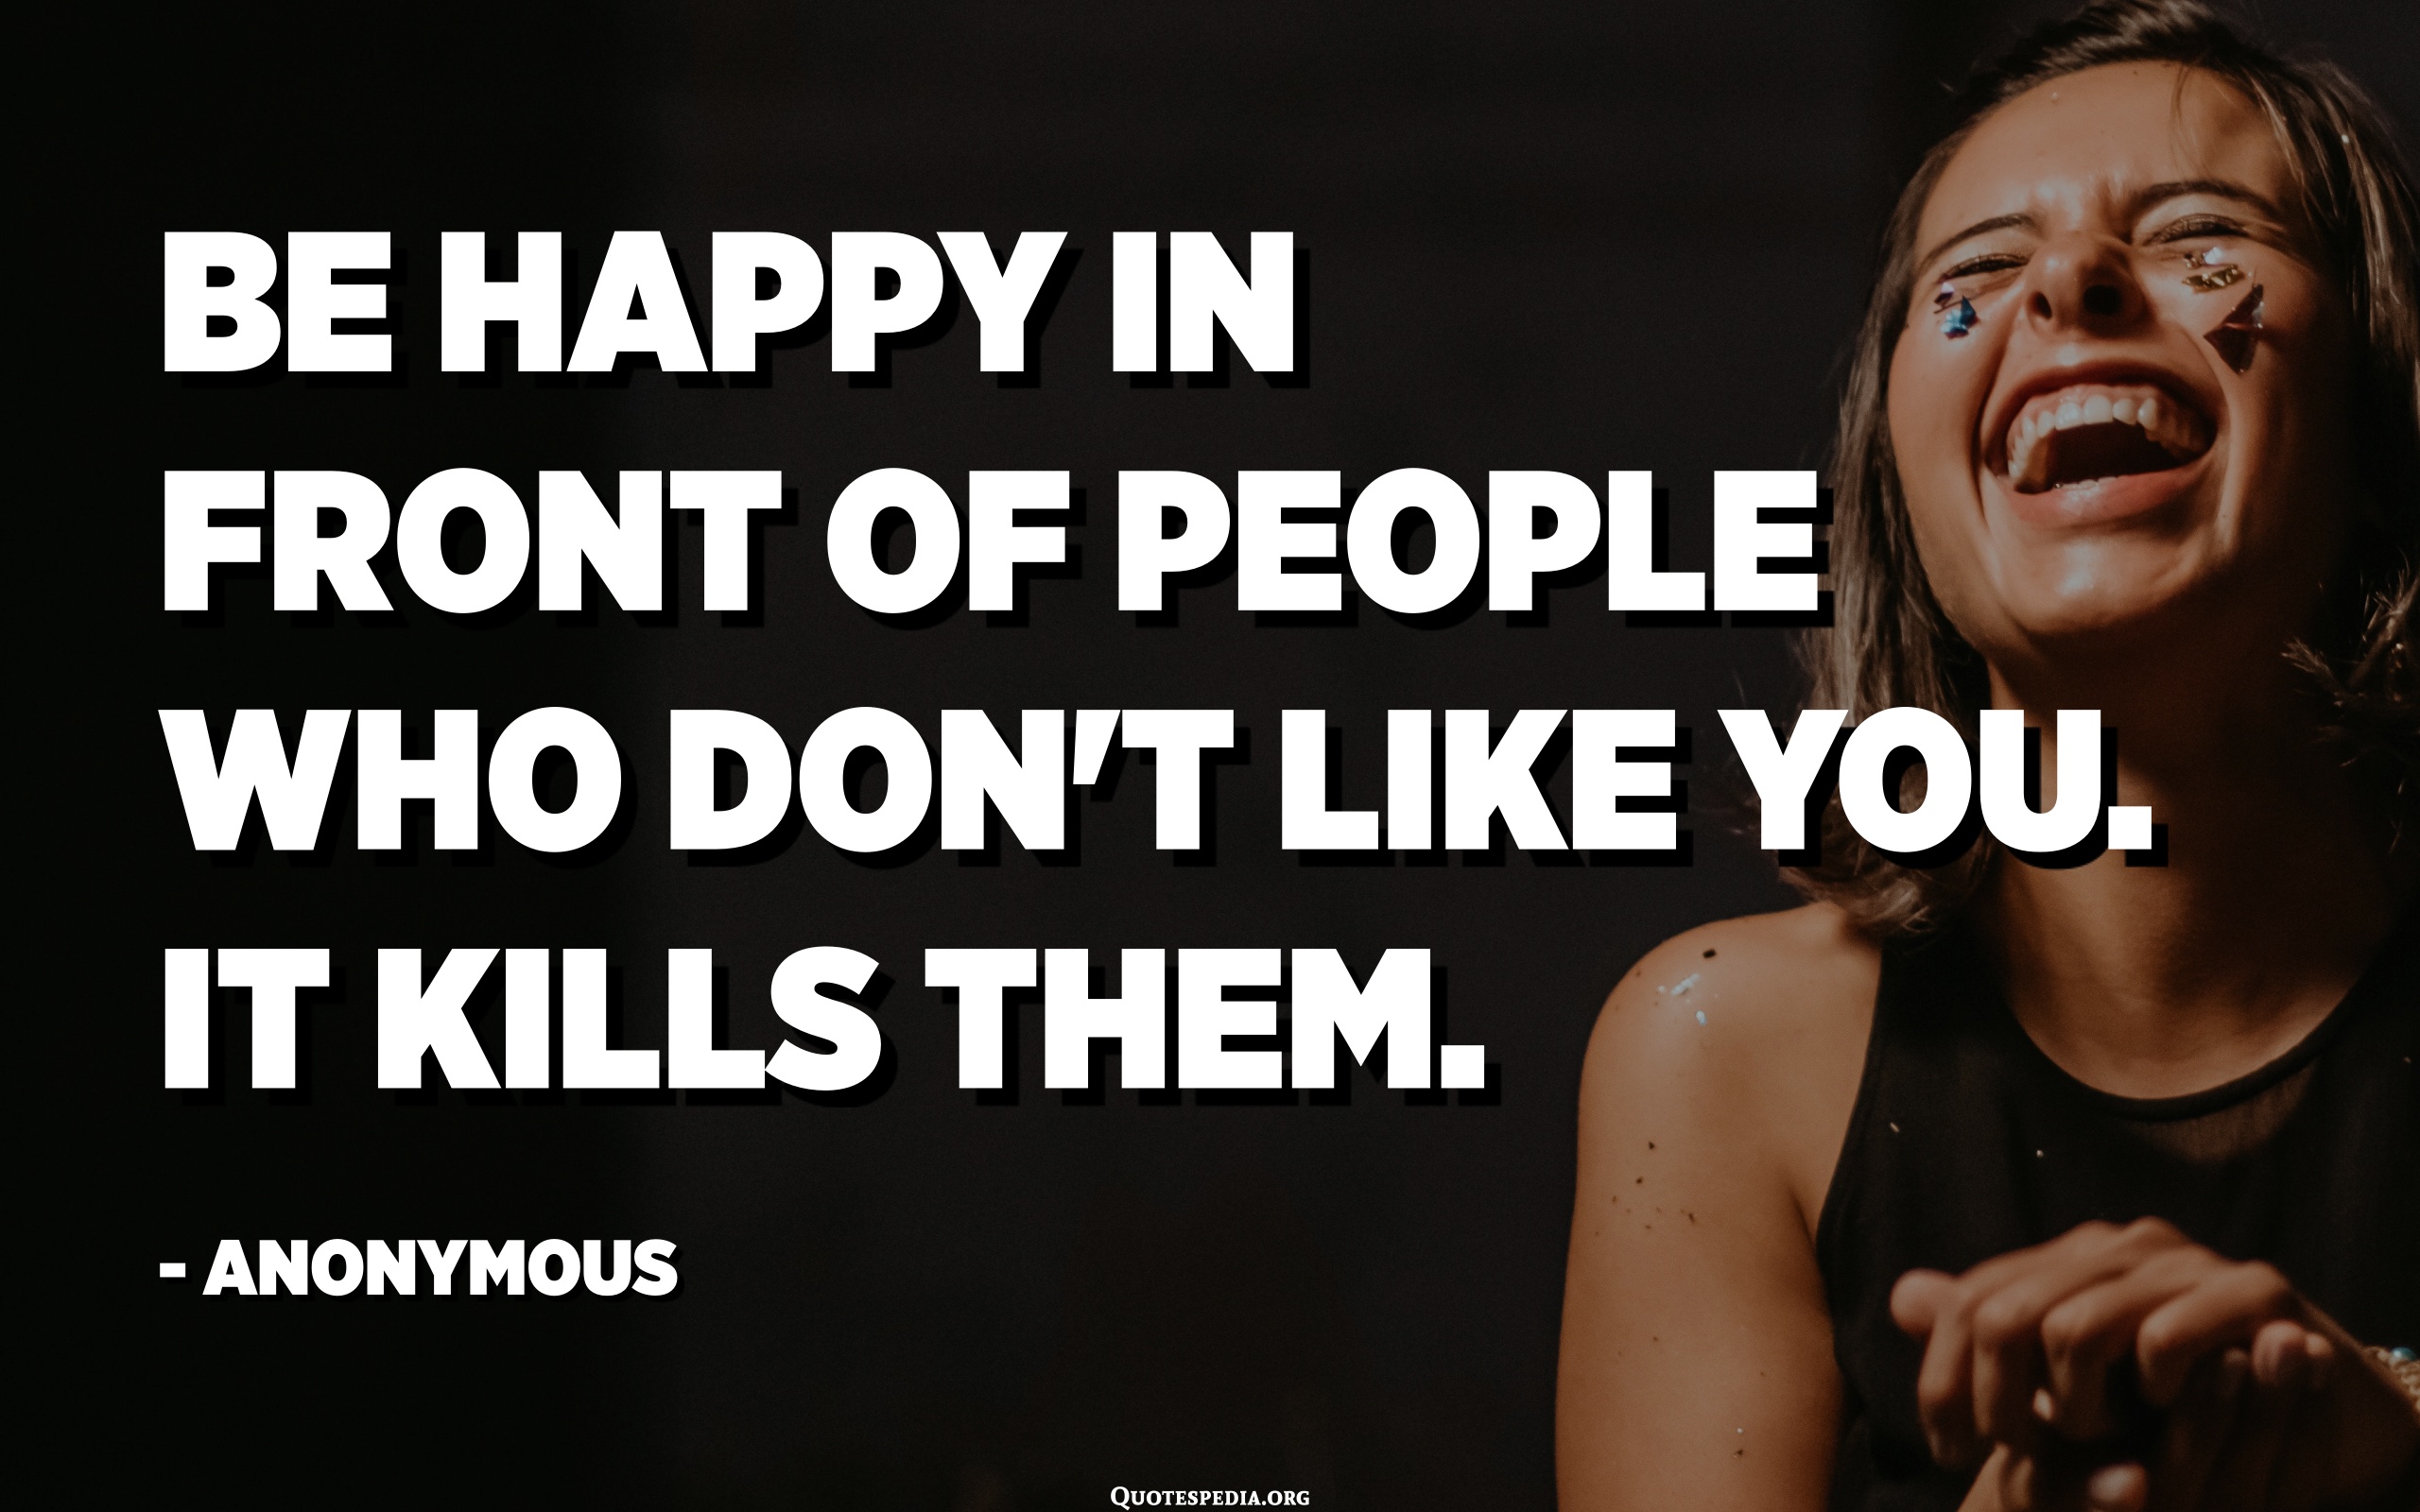 BE HAPPY IN
FRONT OF PEOPLE
WHO DON'T LIKE YOU.
IT KILLS THEM.
- ANONYMOUS
QUOTESPEDIA.ORG